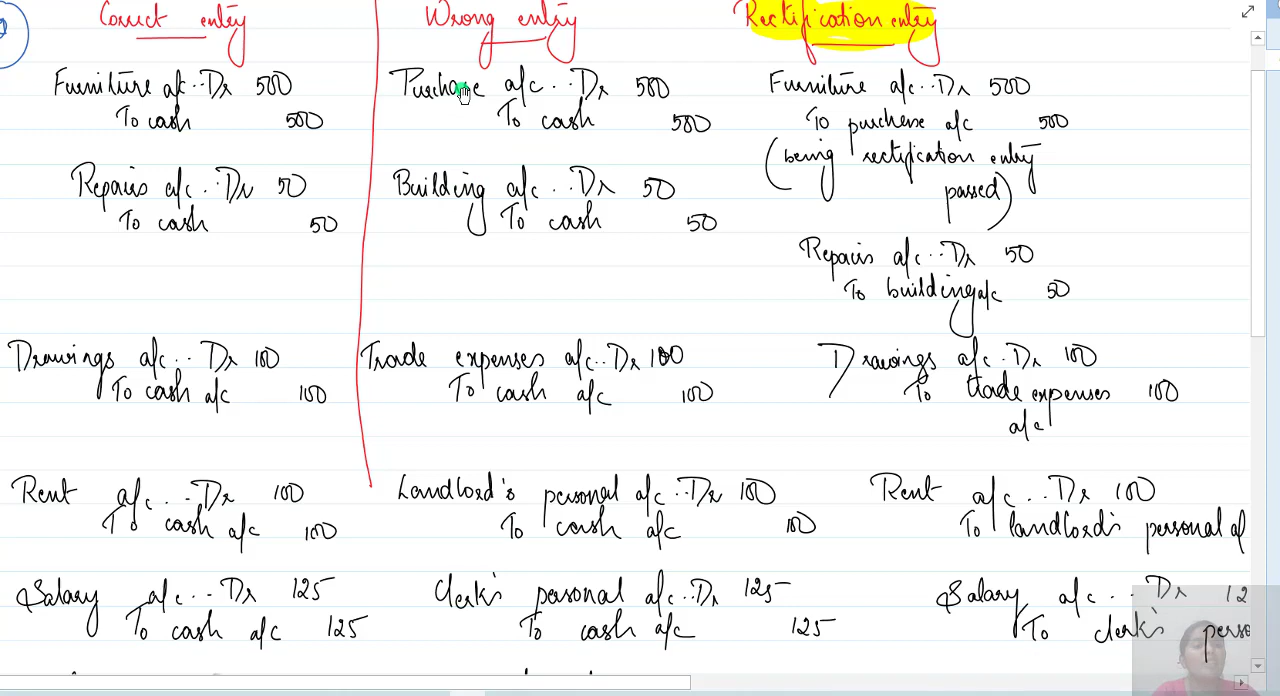 Correct entry Wrong entry Rectification entry
Furniture a/c .. Dr 500 Purchase a/c .. Dr 500 Furniture a/c .. Dr 500
To cash 500 To cash 500 To purchase a/c 500
(being rectification entry
passed)
Repairs a/c .. Dr 50 Building a/c .. Dr 50
To cash 50 To cash 50
Repairs a/c .. Dr 50
To building a/c 50
Drawings a/c .. Dr 100 Trade expenses a/c .. Dr 100 Drawings a/c .. Dr 100
To cash a/c 100 To cash a/c 100 To trade expenses 100
a/c
Rent a/c ... Dr 100 Landlord's personal a/c .. Dr 100 Rent a/c ... Dr 100
To cash a/c 100 To cash a/c 100 To landlord's personal a/
Salary a/c ... Dr 125 Clerk's personal a/c .. Dr 125 Salary a/c ... Dr 12
To cash a/c 125 To cash a/c 125 To clerk's perso